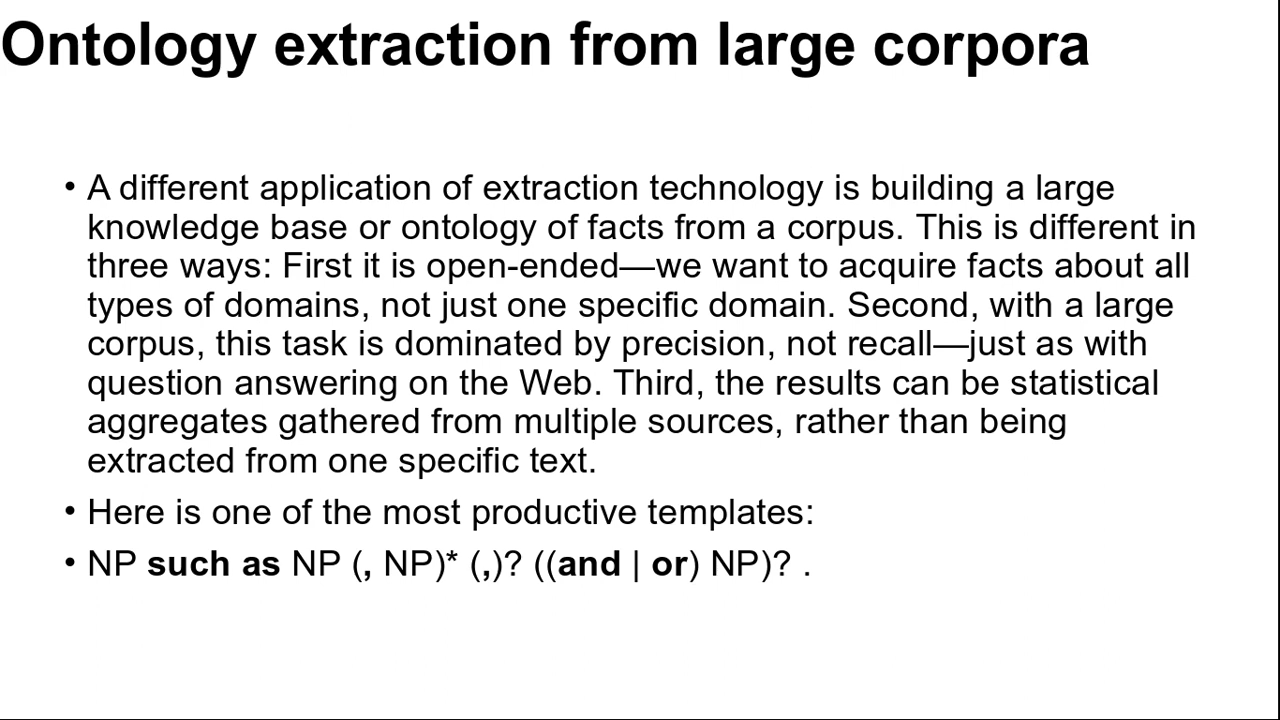 Ontology extraction from large corpora
• A different application of extraction technology is building a large
knowledge base or ontology of facts from a corpus. This is different in
three ways: First it is open-ended—we want to acquire facts about all
types of domains, not just one specific domain. Second, with a large
corpus, this task is dominated by precision, not recall—just as with
question answering on the Web. Third, the results can be statistical
aggregates gathered from multiple sources, rather than being
extracted from one specific text.
• Here is one of the most productive templates:
• NP such as NP (, NP)* (,)? ((and | or) NP)? .